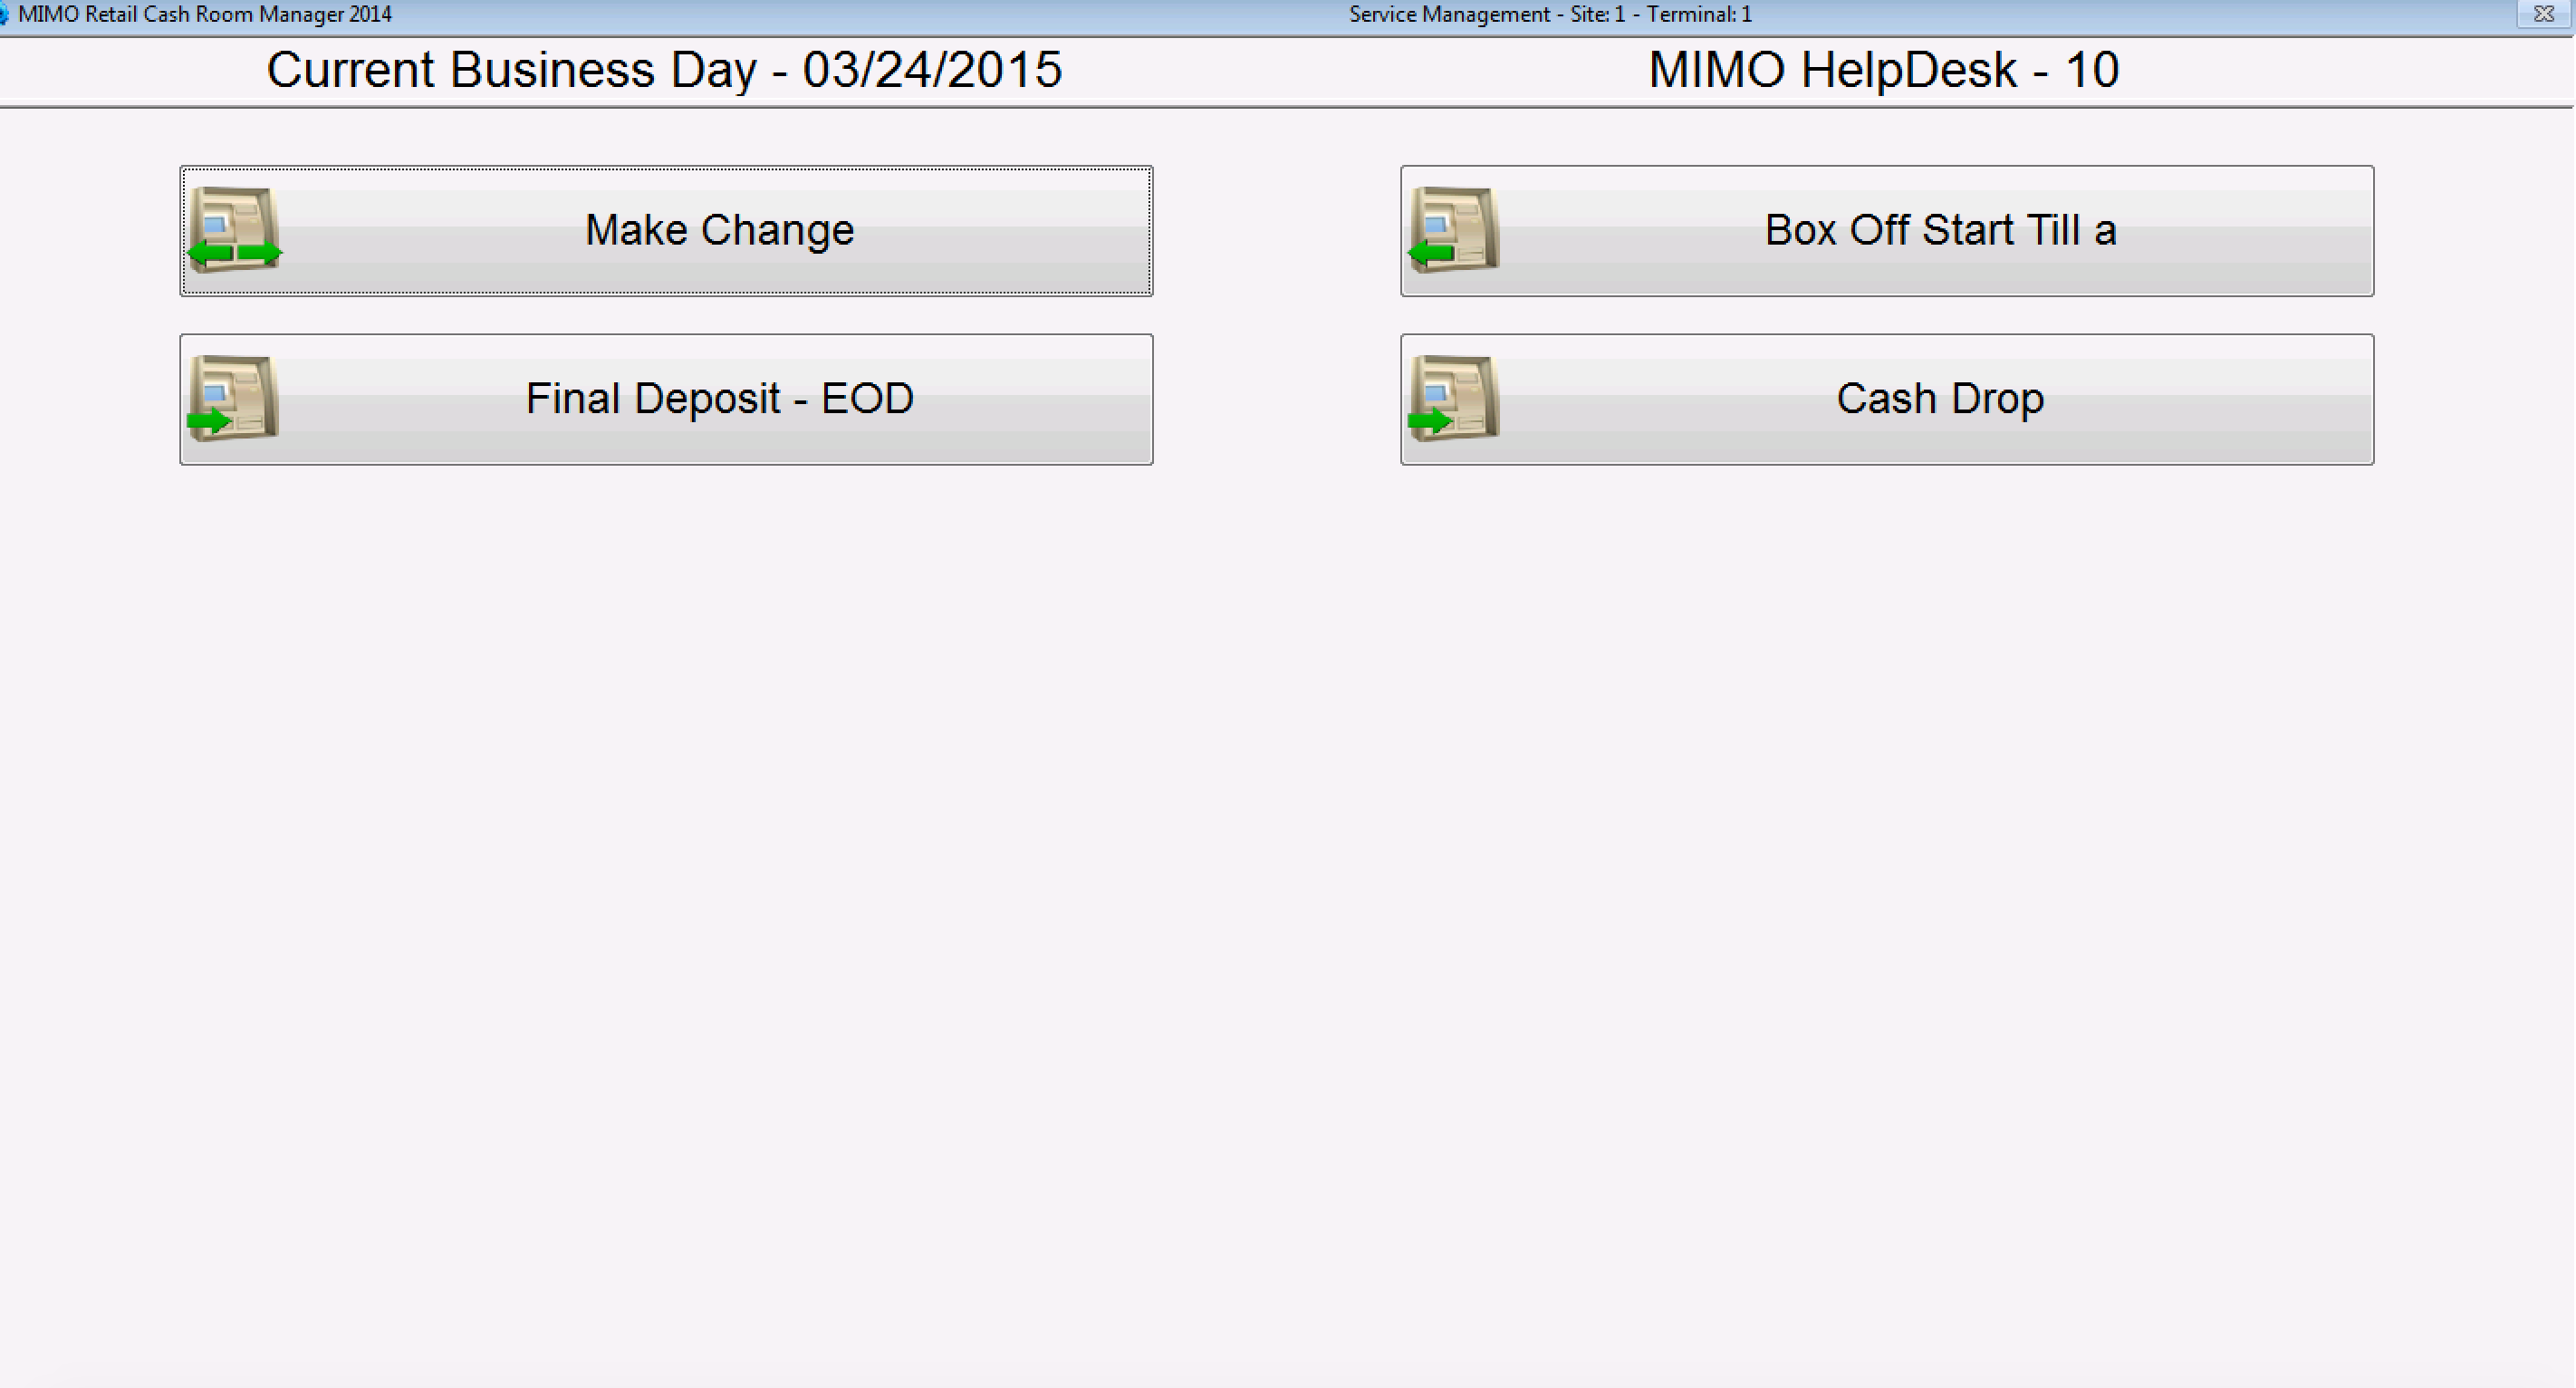 MIMO Retail Cash Room Manager 2014
Service Management - Site: 1 - Terminal: 1
Current Business Day - 03/24/2015
MIMO HelpDesk - 10
Make Change
Box Off Start Till a
Final Deposit - EOD
Cash Drop